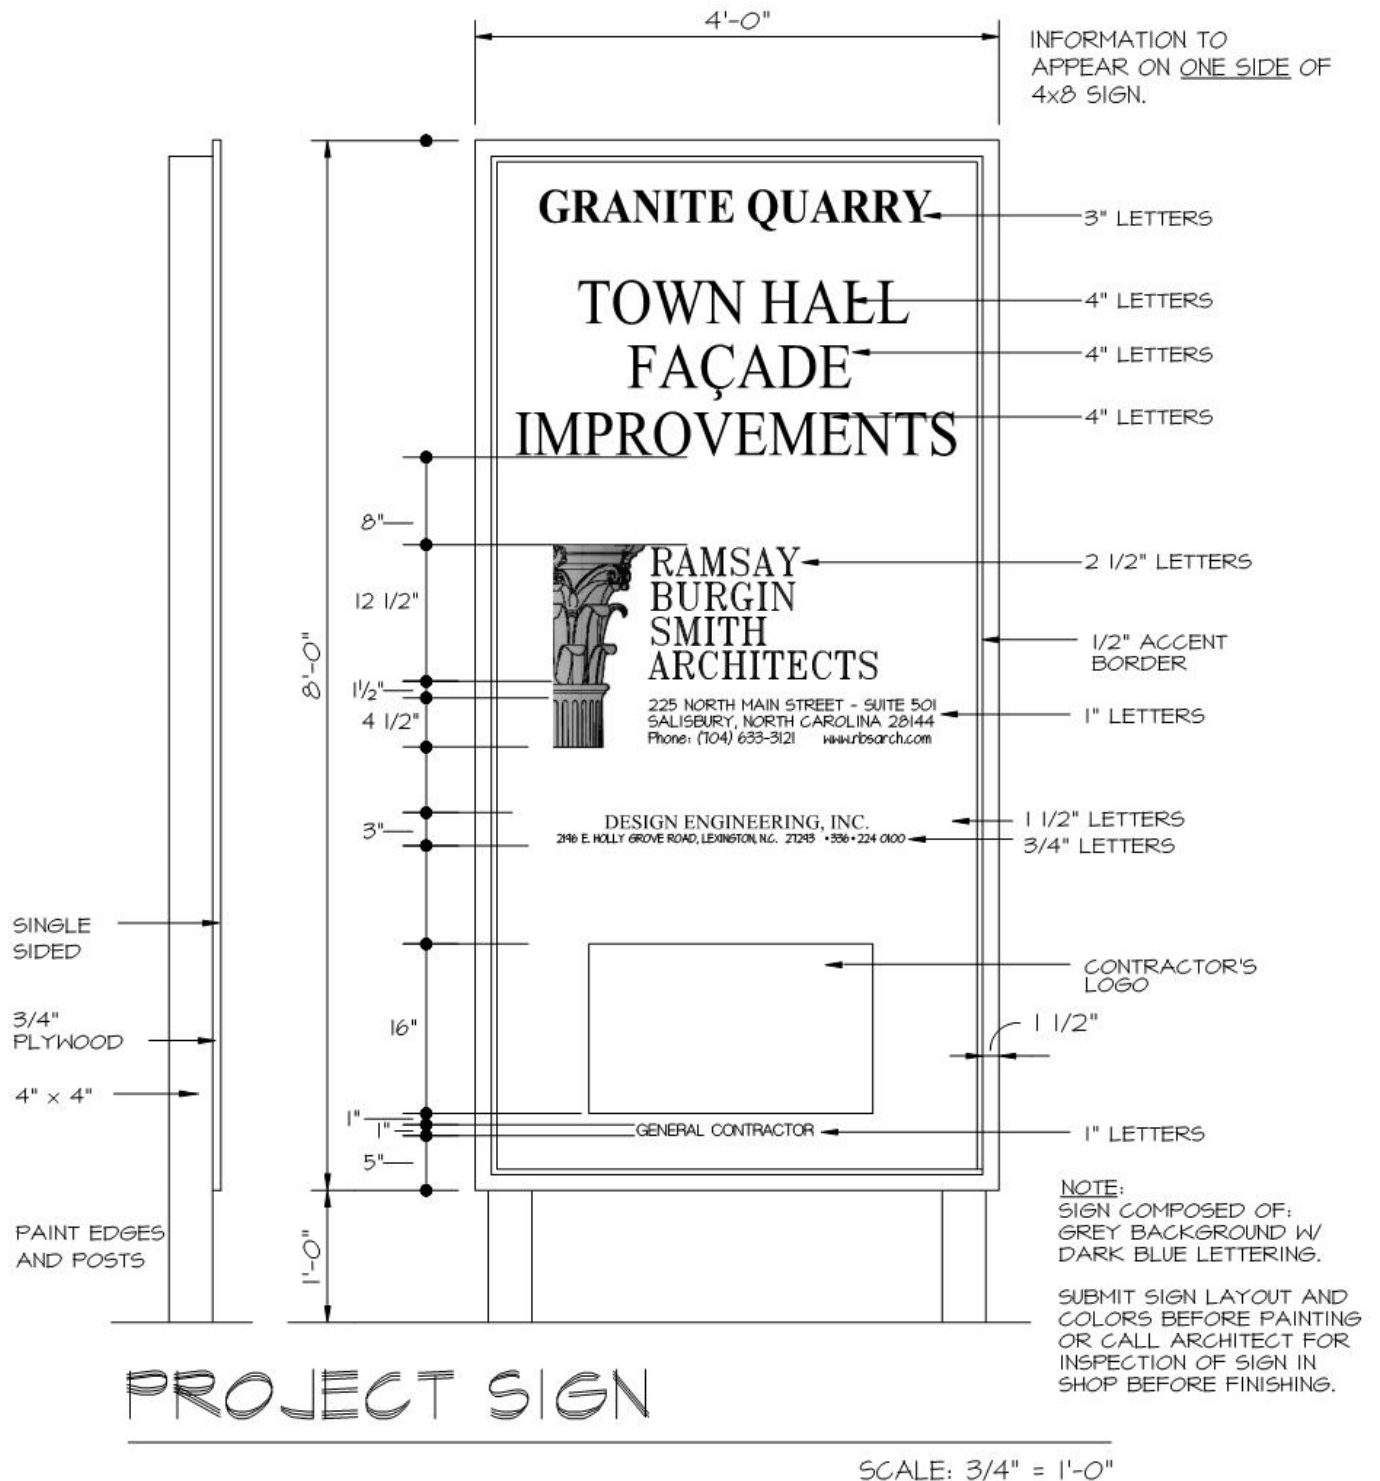 4'-0"
INFORMATION TO
APPEAR ON ONE SIDE OF
4x8 SIGN.
GRANITE QUARRY
3" LETTERS
TOWN HALL
4" LETTERS
FAÇADE
4" LETTERS
IMPROVEMENTS
4" LETTERS
8"
12 1/2"
1½"
4 1/2"
8'-0"
RAMSAY
BURGIN
SMITH
ARCHITECTS
2 1/2" LETTERS
1/2" ACCENT
BORDER
225 NORTH MAIN STREET - SUITE 501
SALISBURY, NORTH CAROLINA 28144
Phone: (704) 633-3121 www.rbsarch.com
1" LETTERS
3"
DESIGN ENGINEERING, INC.
2196 E. HOLLY GROVE ROAD, LEXINGTON, N.C. 27293 •336•224 0100
1 1/2" LETTERS
3/4" LETTERS
SINGLE
SIDED
3/4"
PLYWOOD
4" x 4"
16"
CONTRACTOR'S
LOGO
1 1/2"
1"
1"
GENERAL CONTRACTOR
1" LETTERS
5"
PAINT EDGES
AND POSTS
1'-0"
NOTE:
SIGN COMPOSED OF:
GREY BACKGROUND W/
DARK BLUE LETTERING.
SUBMIT SIGN LAYOUT AND
COLORS BEFORE PAINTING
OR CALL ARCHITECT FOR
INSPECTION OF SIGN IN
SHOP BEFORE FINISHING.
PROJECT SIGN
SCALE: 3/4" = 1'-0"